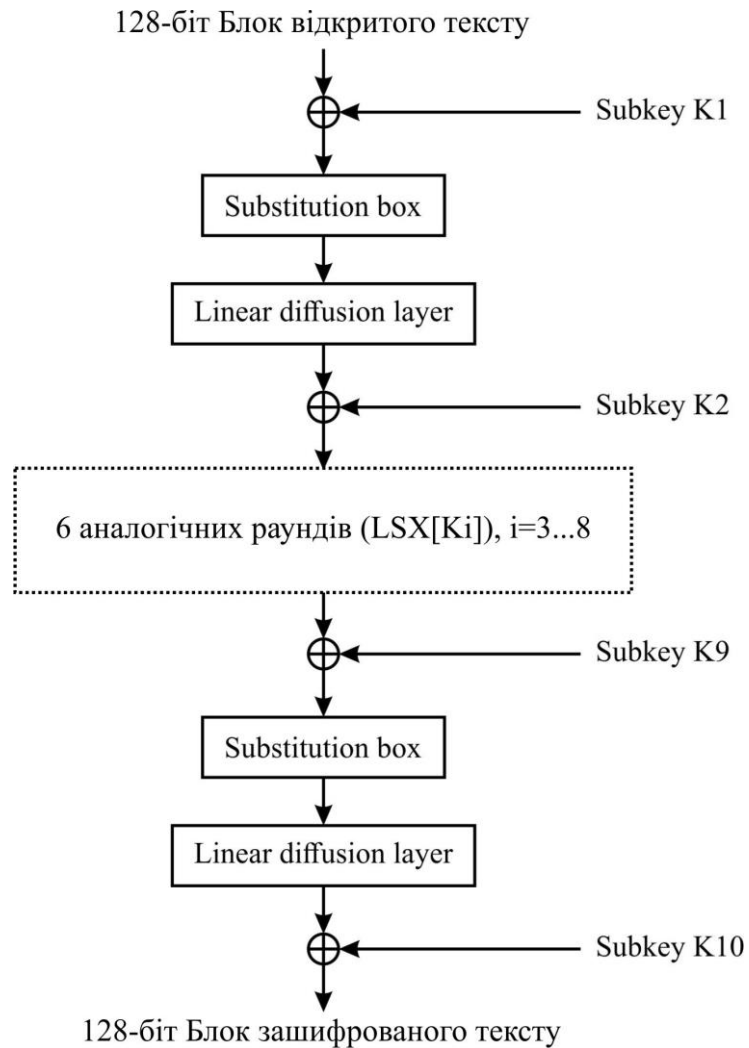 128-біт Блок відкритого тексту
Subkey K1
Substitution box
Linear diffusion layer
Subkey K2
6 аналогічних раундів (LSX[Ki]), i=3...8
Subkey K9
Substitution box
Linear diffusion layer
Subkey K10
128-біт Блок зашифрованого тексту